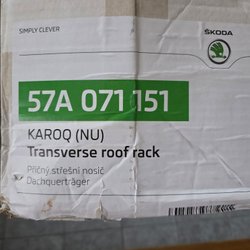 SIMPLY CLEVER
ŠKODA
57A 071 151
KAROQ (NU)
Transverse roof rack
Příčný střešní nosič
Dachquerträger